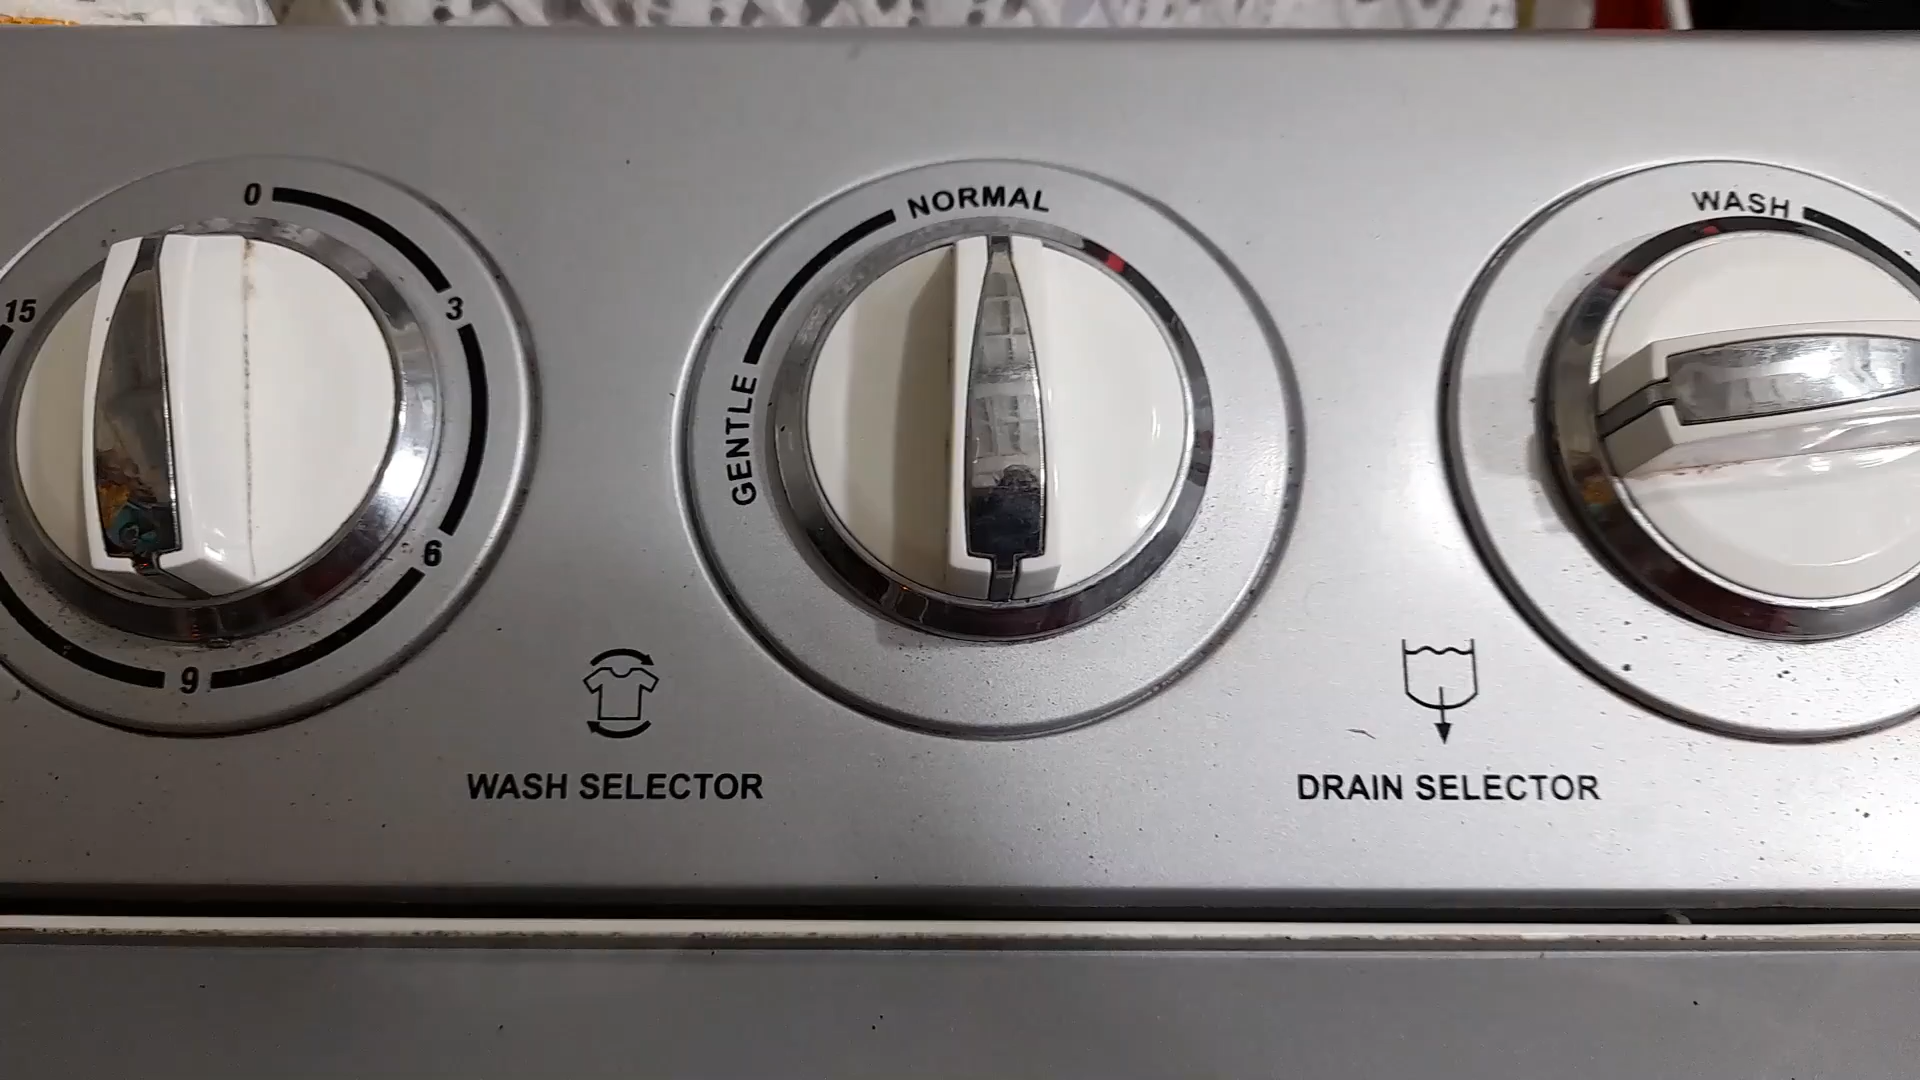 0
3
6
9
15
NORMAL
GENTLE
WASH
WASH SELECTOR
DRAIN SELECTOR